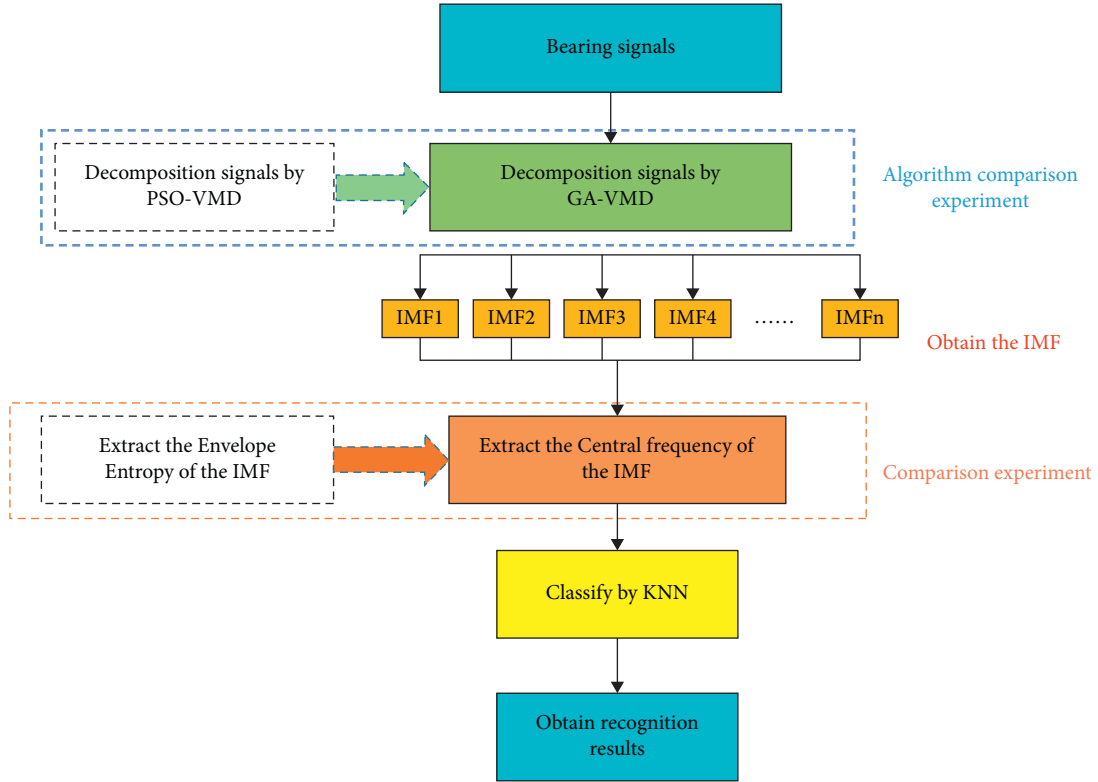 Bearing signals
Decomposition signals by
PSO-VMD
Decomposition signals by
GA-VMD
Algorithm comparison
experiment
IMF1
IMF2
IMF3
IMF4
......
IMFn
Obtain the IMF
Extract the Envelope
Entropy of the IMF
Extract the Central frequency of
the IMF
Comparison experiment
Classify by KNN
Obtain recognition
results